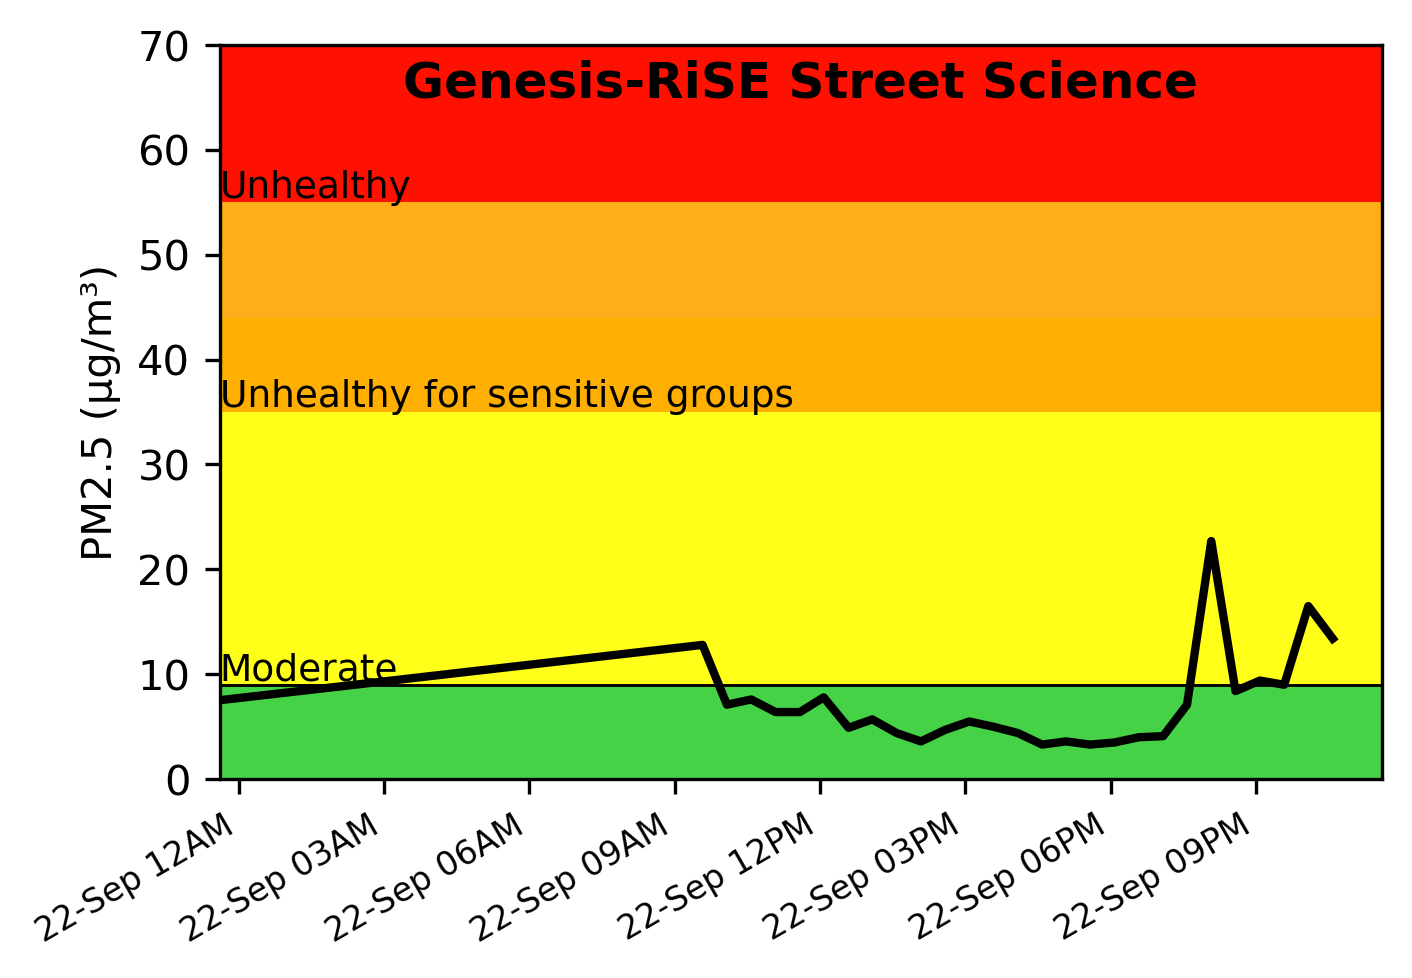 Genesis-RiSE Street Science
70
60
50
40
30
20
10
0
PM2.5 (µg/m³)
Unhealthy
Unhealthy for sensitive groups
Moderate
22-Sep 12AM
22-Sep 03AM
22-Sep 06AM
22-Sep 09AM
22-Sep 12PM
22-Sep 03PM
22-Sep 06PM
22-Sep 09PM